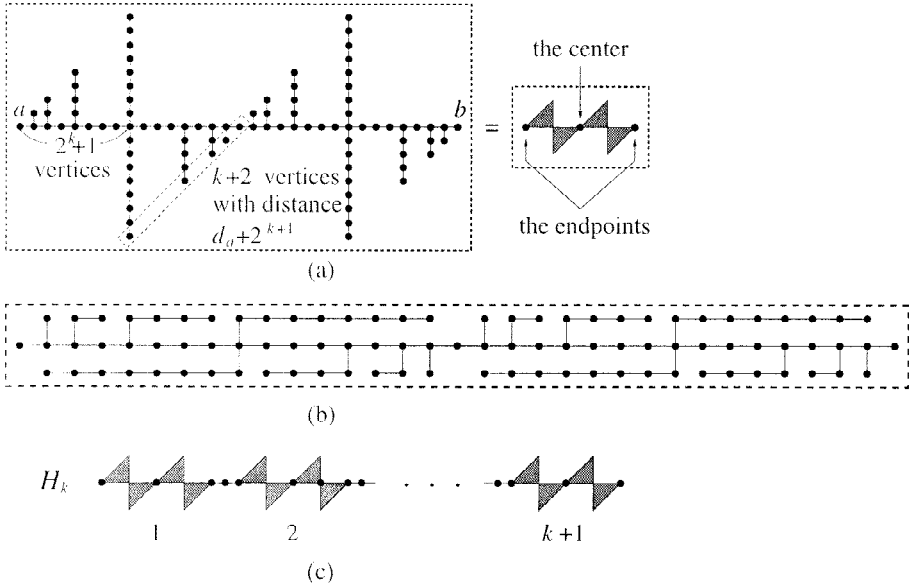 a
b
2^k+1
vertices
k+2 vertices
with distance
d_a+2^{k+1}
=
the center
the endpoints
(a)
(b)
H_k
1
2
. . . .
k+1
(c)